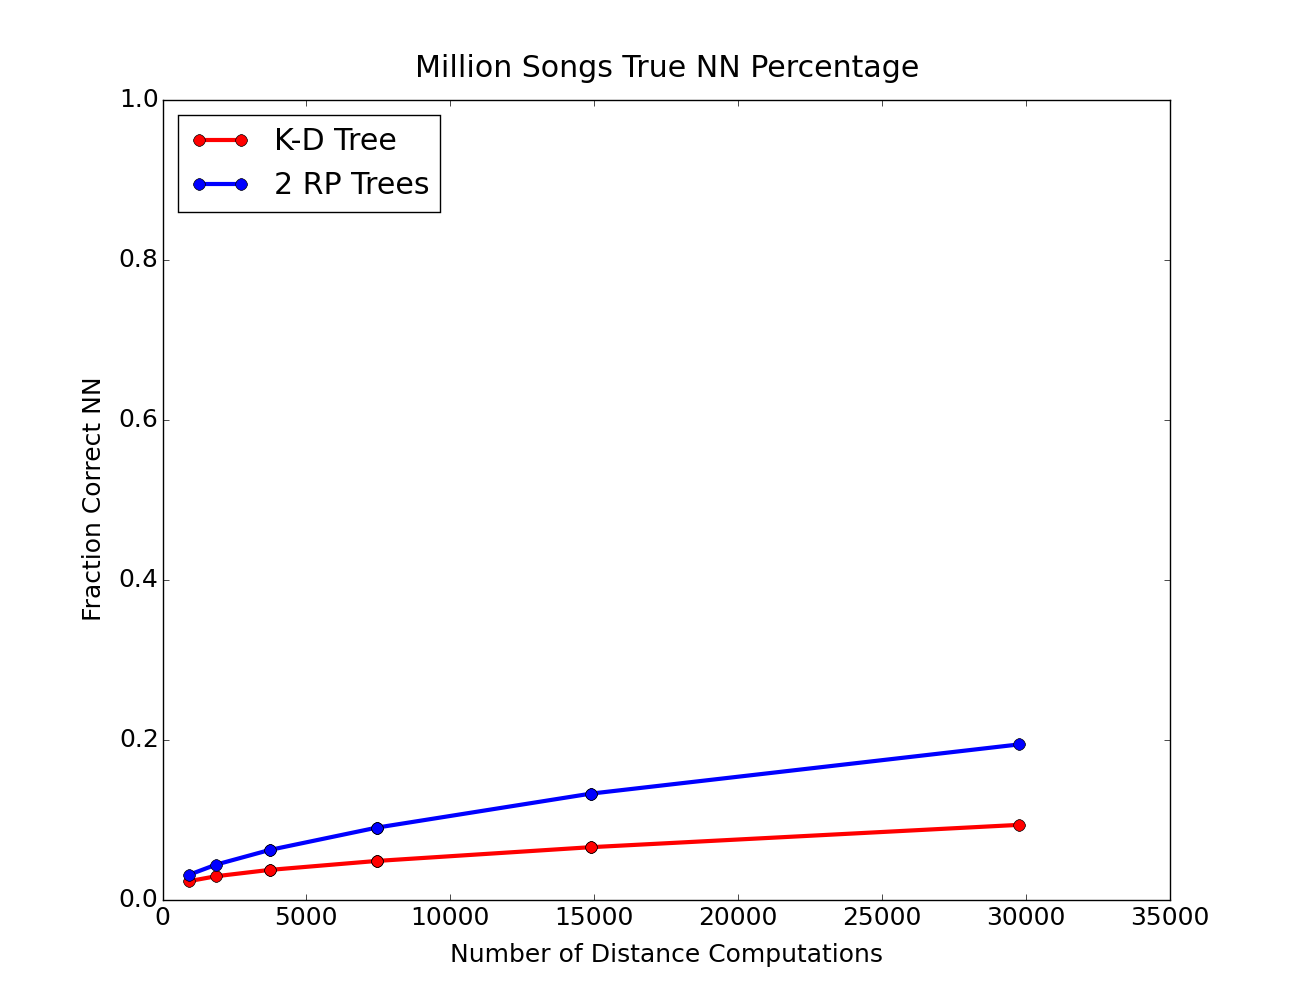 Million Songs True NN Percentage
K-D Tree
2 RP Trees
1.0
0.8
0.6
0.4
0.2
0.0
Fraction Correct NN
0 5000 10000 15000 20000 25000 30000 35000
Number of Distance Computations